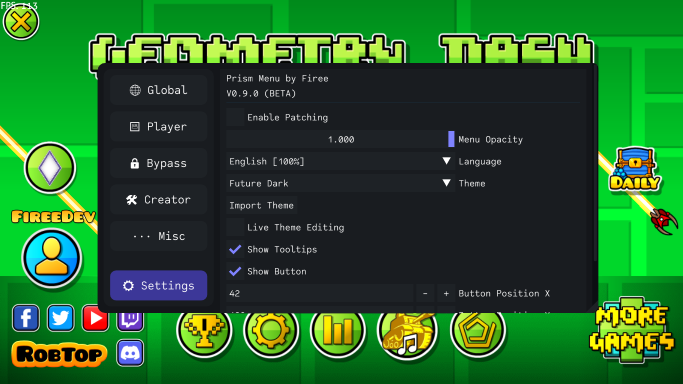 FPS 113
GEOMETRY DASH
Prism Menu by Firee
V0.9.0 (BETA)
Global
Player
Bypass
Creator
Misc
Settings
Enable Patching
1.000 Menu Opacity
English [100%] Language
Future Dark Theme
Import Theme
Live Theme Editing
Show Tooltips
Show Button
42 - + Button Position X
FIREEDEV
DAILY
ROBTOP
MORE
GAMES